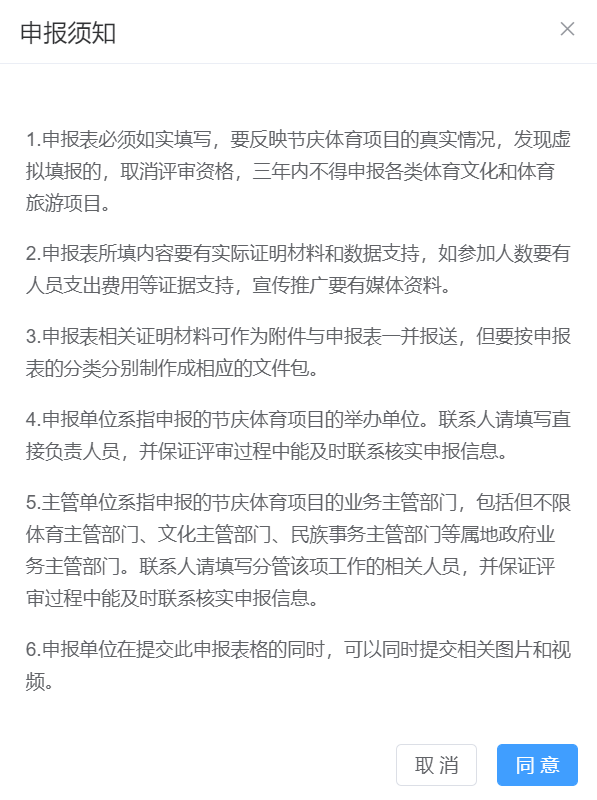 申报须知
1.申报表必须如实填写，要反映节庆体育项目的真实情况，发现虚
拟填报的，取消评审资格，三年内不得申报各类体育文化和体育
旅游项目。
2.申报表所填内容要有实际证明材料和数据支持，如参加人数要有
人员支出费用等证据支持，宣传推广要有媒体资料。
3.申报表相关证明材料可作为附件与申报表一并报送，但要按申报
表的分类分别制作成相应的文件包。
4.申报单位系指申报的节庆体育项目的举办单位。联系人请填写直
接负责人员，并保证评审过程中能及时联系核实申报信息。
5.主管单位系指申报的节庆体育项目的业务主管部门，包括但不限
体育主管部门、文化主管部门、民族事务主管部门等属地政府业
务主管部门。联系人请填写分管该项工作的相关人员，并保证评
审过程中能及时联系核实申报信息。
6.申报单位在提交此申报表格的同时，可以同时提交相关图片和视
频。
取消 同意